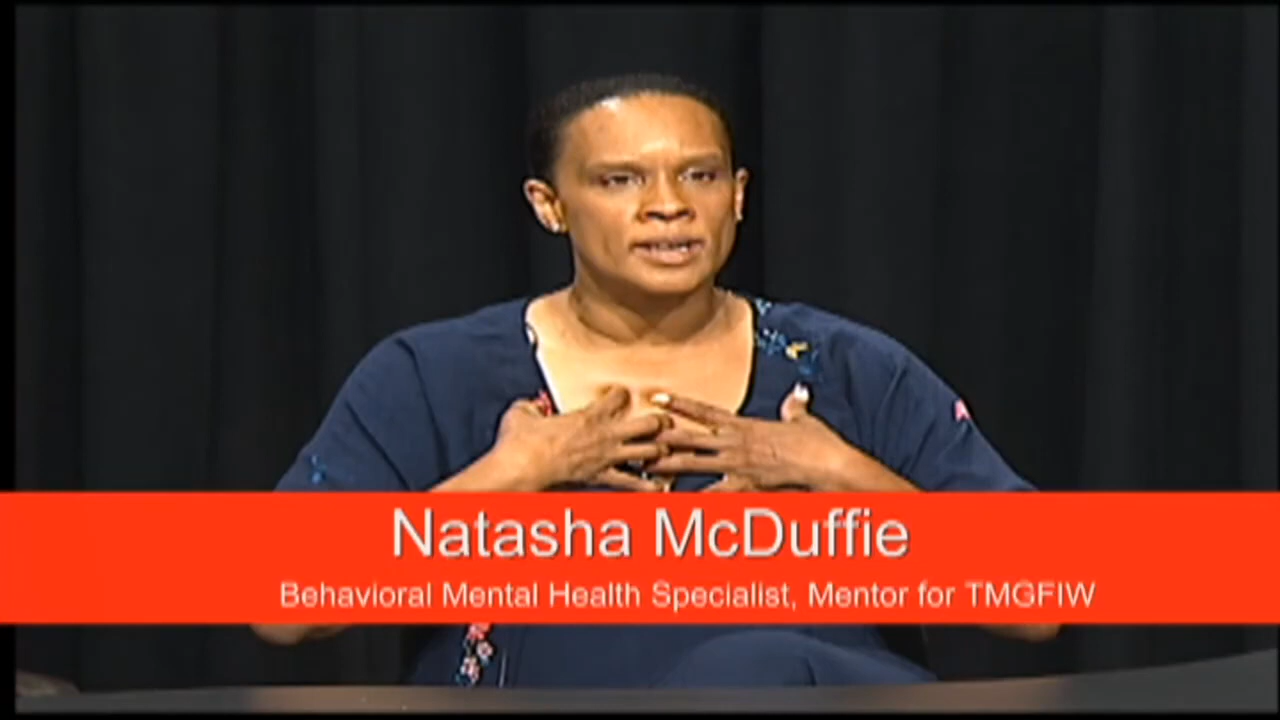 Natasha McDuffie
Behavioral Mental Health Specialist, Mentor for TMGFIW